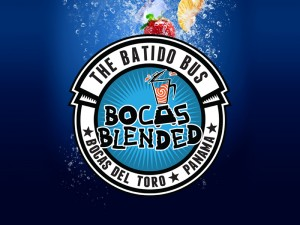 THE BATIDO BUS
BOCAS
BLENDED
★ BOCAS DEL TORO ★ PANAMA ★